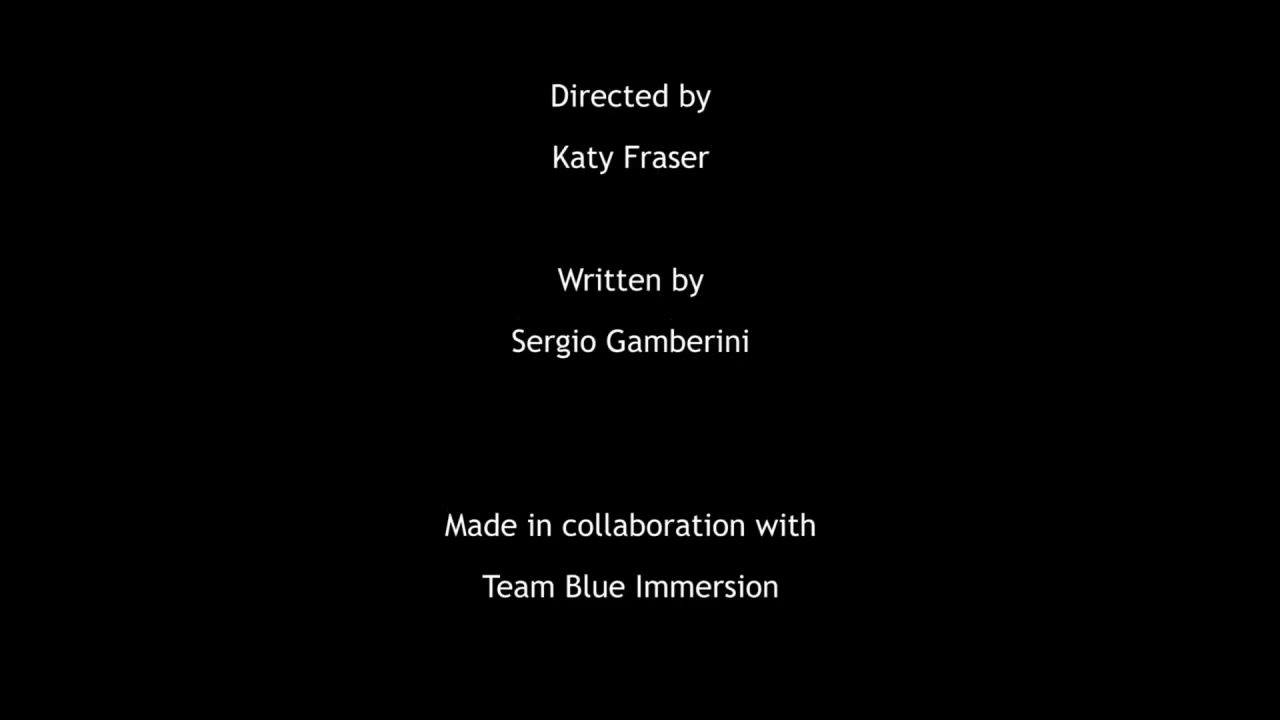 Directed by
Katy Fraser
Written by
Sergio Gamberini
Made in collaboration with
Team Blue Immersion